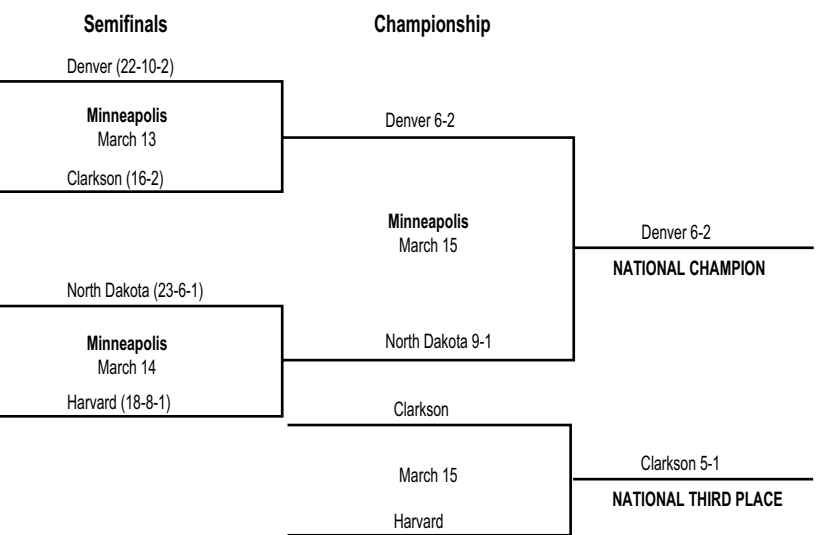 Semifinals
Championship
Denver (22-10-2)
Minneapolis
March 13
Clarkson (16-2)
Denver 6-2
Minneapolis
March 15
Denver 6-2
NATIONAL CHAMPION
North Dakota (23-6-1)
Minneapolis
March 14
Harvard (18-8-1)
North Dakota 9-1
Clarkson
March 15
Harvard
Clarkson 5-1
NATIONAL THIRD PLACE